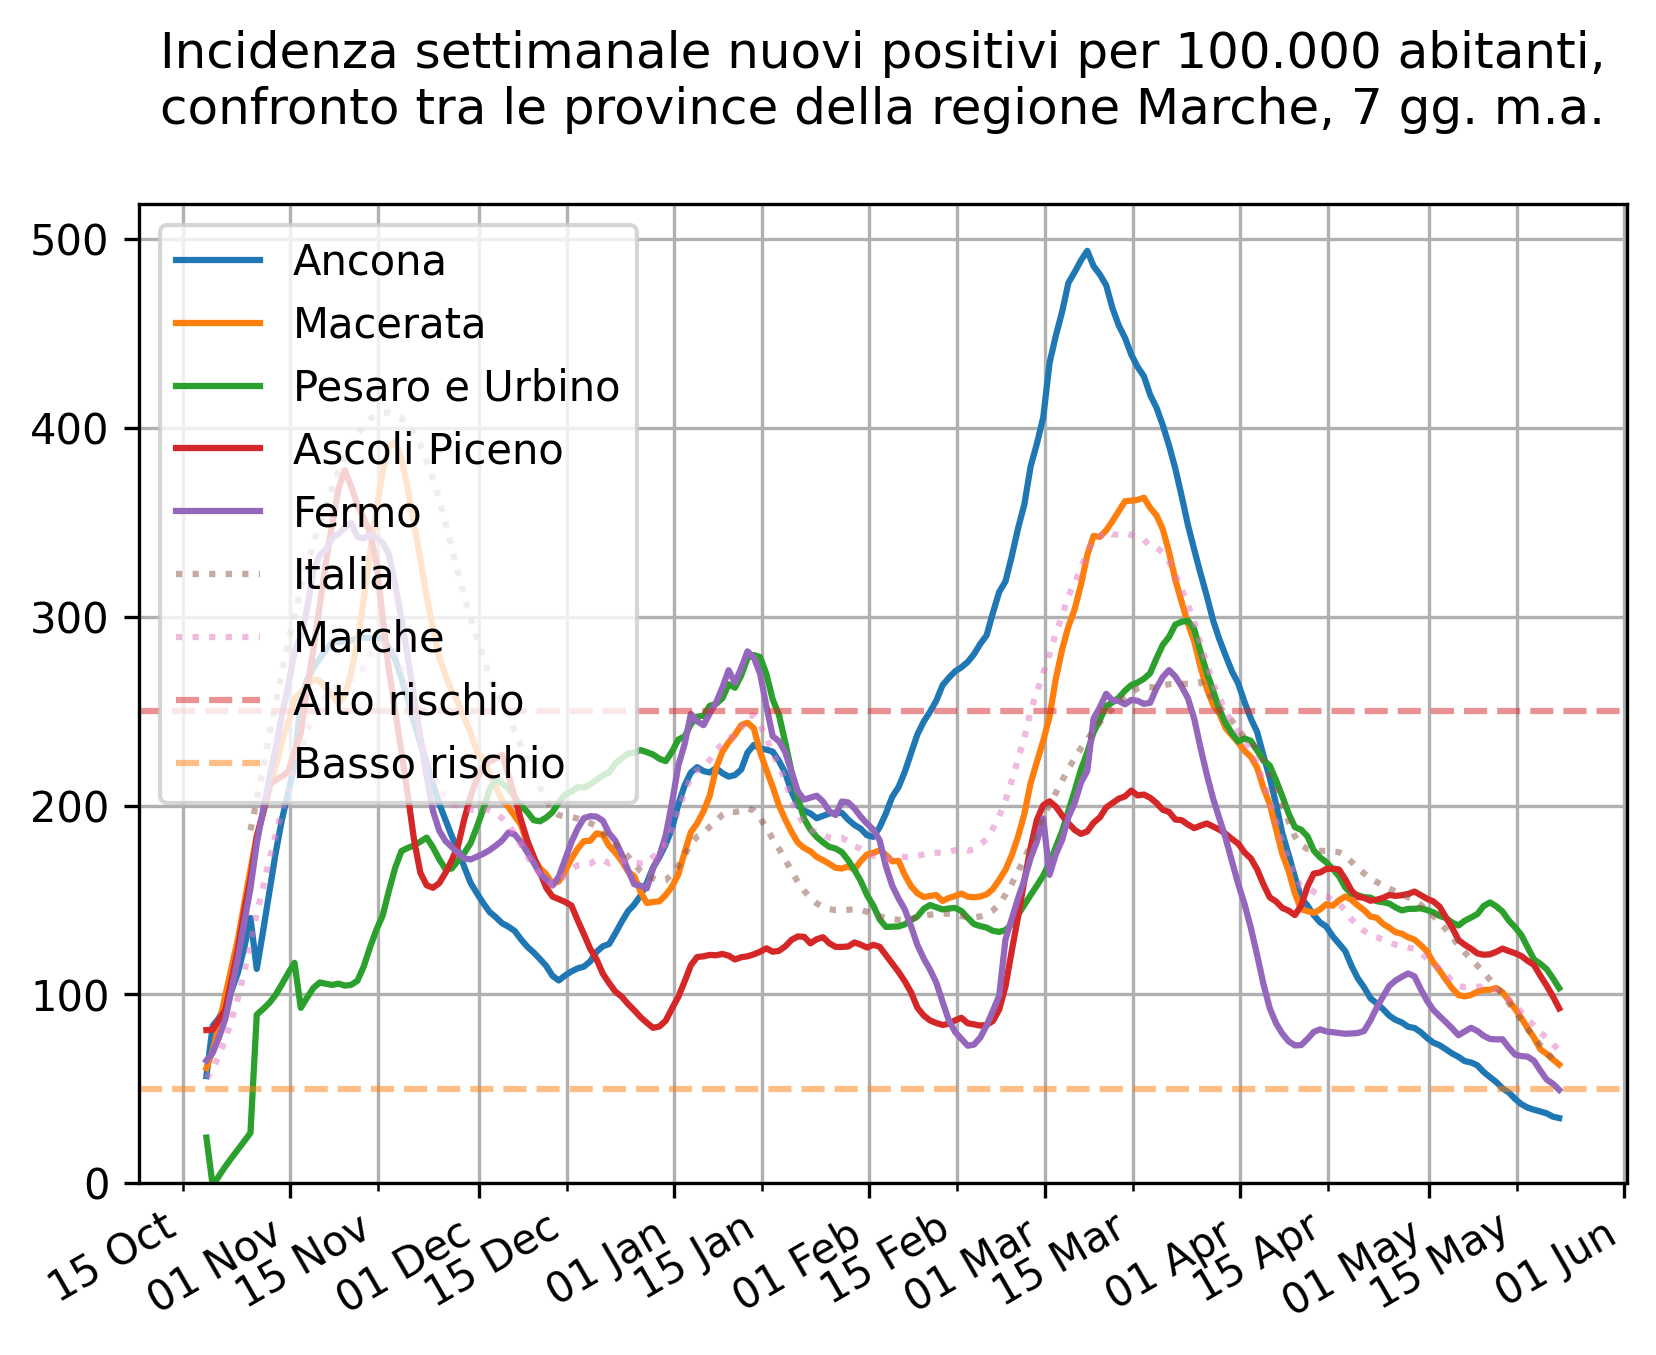 Incidenza settimanale nuovi positivi per 100.000 abitanti,
confronto tra le province della regione Marche, 7 gg. m.a.
500
400
300
200
100
0
Ancona
Macerata
Pesaro e Urbino
Ascoli Piceno
Fermo
Italia
Marche
Alto rischio
Basso rischio
15 Oct
01 Nov
15 Nov
01 Dec
15 Dec
01 Jan
15 Jan
01 Feb
15 Feb
01 Mar
15 Mar
01 Apr
15 Apr
01 May
15 May
01 Jun